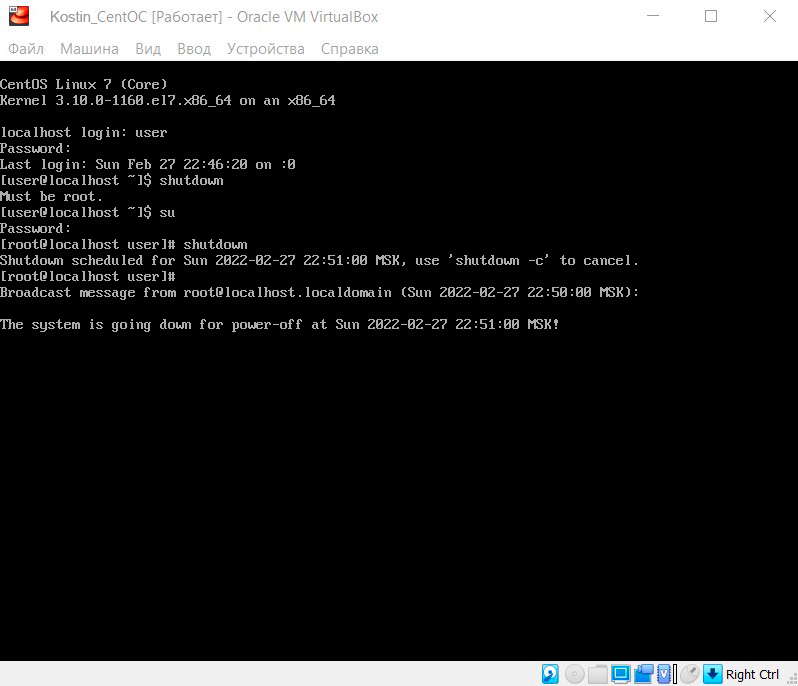 Kostin_CentOC [Работает] - Oracle VM VirtualBox
Файл Машина Вид Ввод Устройства Справка
CentOS Linux 7 (Core)
Kernel 3.10.0-1160.el7.x86_64 on an x86_64
localhost login: user
Password:
Last login: Sun Feb 27 22:46:20 on :0
[user@localhost ~]$ shutdown
Must be root.
[user@localhost ~]$ su
Password:
[root@localhost user]# shutdown
Shutdown scheduled for Sun 2022-02-27 22:51:00 MSK, use 'shutdown -c' to cancel.
[root@localhost user]#
Broadcast message from root@localhost.localdomain (Sun 2022-02-27 22:50:00 MSK):
The system is going down for power-off at Sun 2022-02-27 22:51:00 MSK!
Right Ctrl